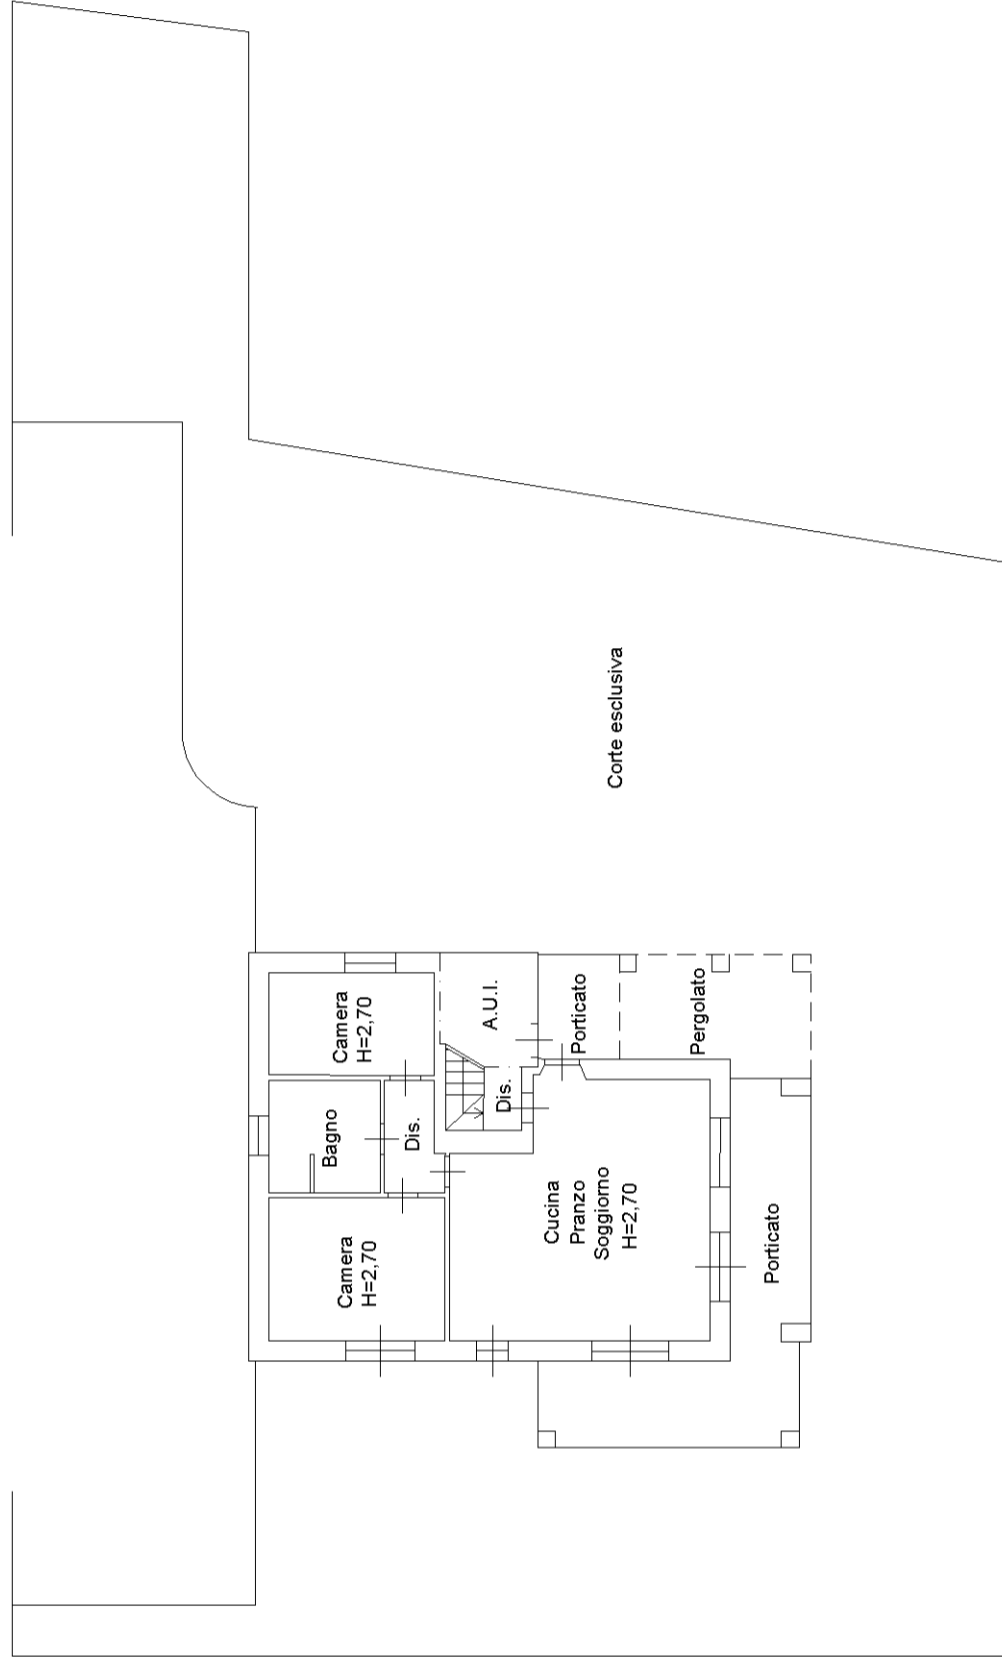 Camera
H=2,70
Bagno
Camera
H=2,70
Dis.
A.U.I.
Dis.
Porticato
Pergolato
Cucina
Pranzo
Soggiorno
H=2,70
Porticato
Corte esclusiva